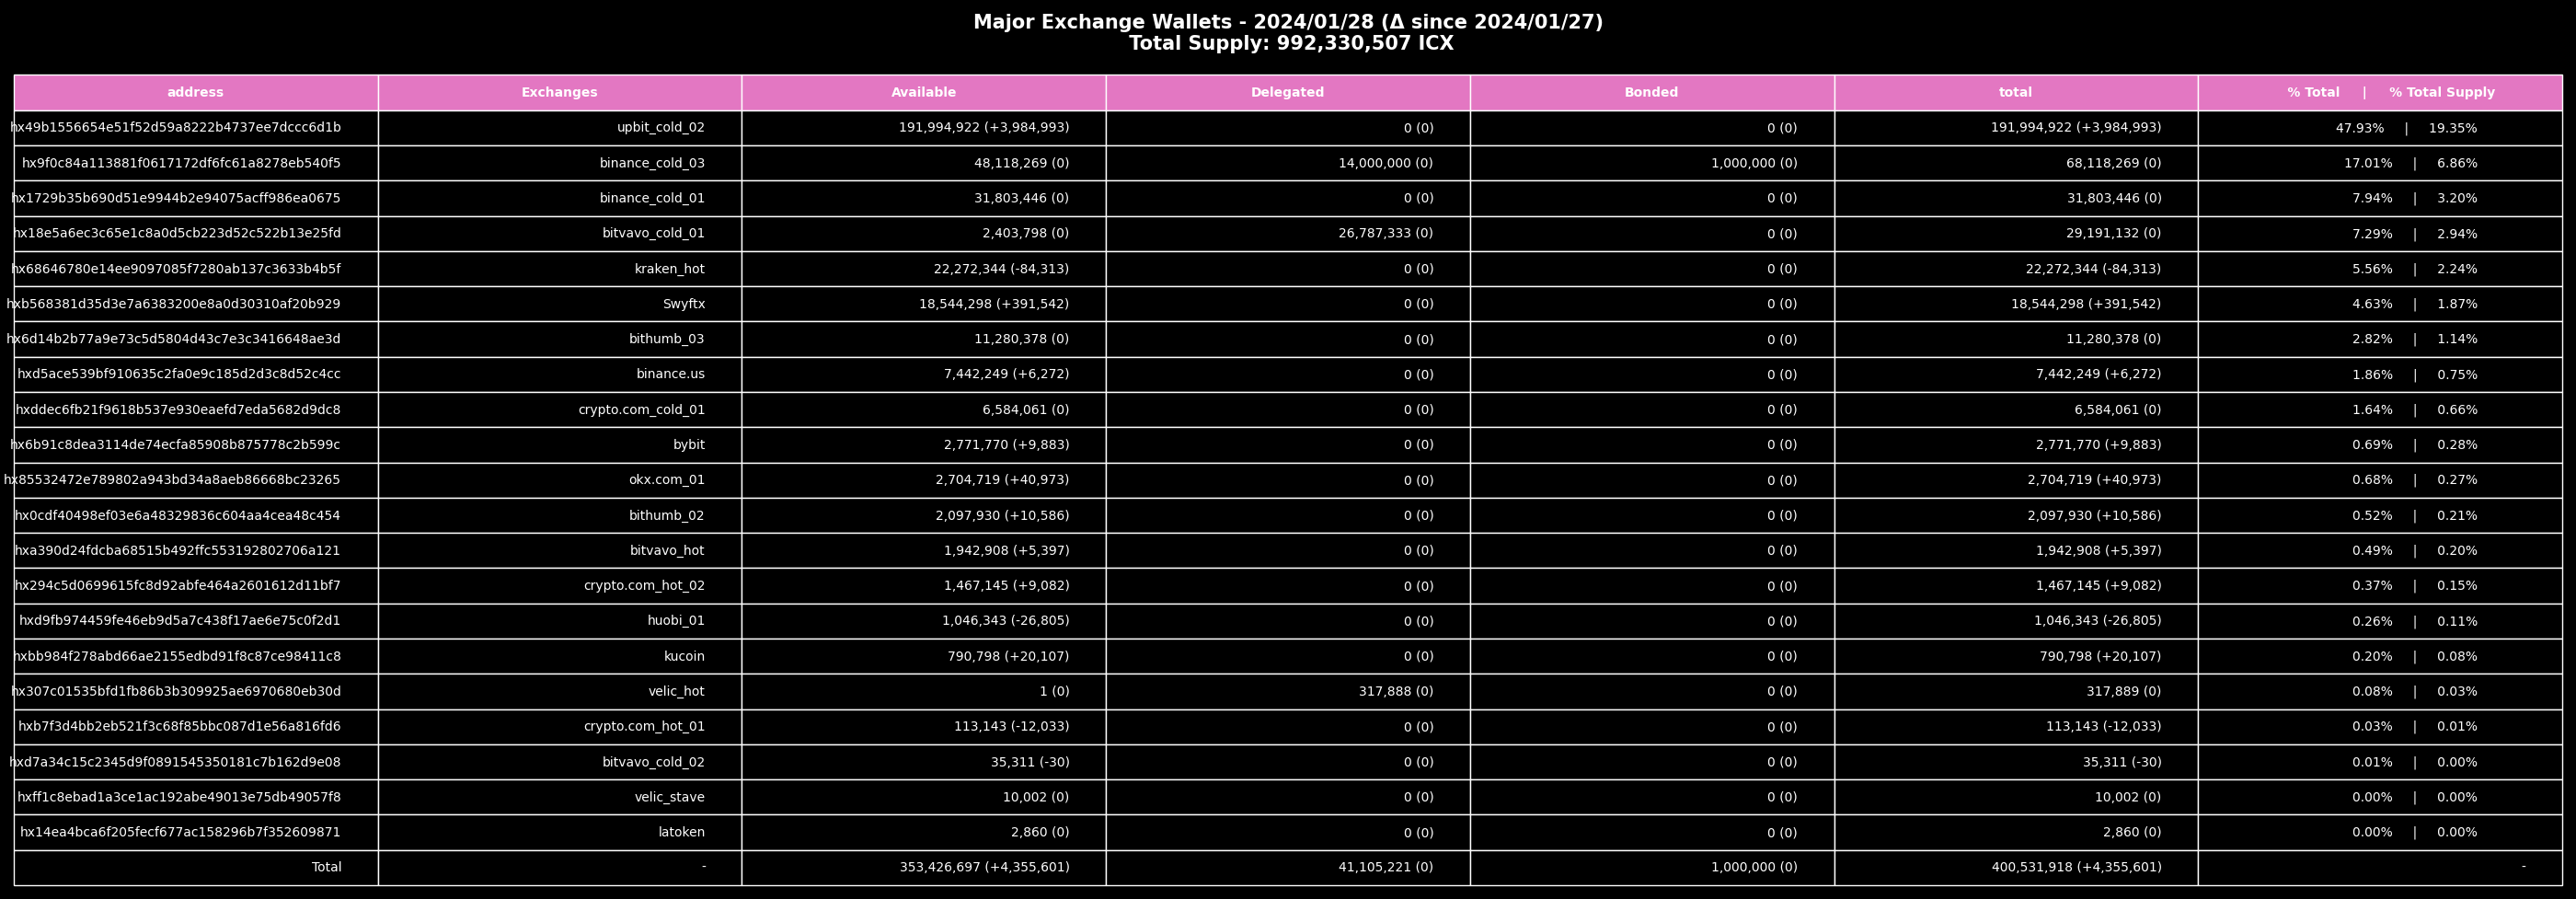 Major Exchange Wallets - 2024/01/28 (Δ since 2024/01/27)
Total Supply: 992,330,507 ICX
address Exchanges Available Delegated Bonded total % Total | % Total Supply
hx49b1556654e51f52d59a8222b4737ee7dccc6d1b upbit_cold_02 191,994,922 (+3,984,993) 0 (0) 0 (0) 191,994,922 (+3,984,993) 47.93% | 19.35%
hx9f0c84a113881f0617172df6fc61a8278eb540f5 binance_cold_03 48,118,269 (0) 14,000,000 (0) 1,000,000 (0) 68,118,269 (0) 17.01% | 6.86%
hx1729b35b690d51e9944b2e94075acff986ea0675 binance_cold_01 31,803,446 (0) 0 (0) 0 (0) 31,803,446 (0) 7.94% | 3.20%
hx18e5a6ec3c65e1c8a0d5cb223d52c522b13e25fd bitvavo_cold_01 2,403,798 (0) 26,787,333 (0) 0 (0) 29,191,132 (0) 7.29% | 2.94%
hx68646780e14ee9097085f7280ab137c3633b4b5f kraken_hot 22,272,344 (-84,313) 0 (0) 0 (0) 22,272,344 (-84,313) 5.56% | 2.24%
hxb568381d35d3e7a6383200e8a0d30310af20b929 Swyftx 18,544,298 (+391,542) 0 (0) 0 (0) 18,544,298 (+391,542) 4.63% | 1.87%
hx6d14b2b77a9e73c5d5804d43c7e3c3416648ae3d bithumb_03 11,280,378 (0) 0 (0) 0 (0) 11,280,378 (0) 2.82% | 1.14%
hxd5ace539bf910635c2fa0e9c185d2d3c8d52c4cc binance.us 7,442,249 (+6,272) 0 (0) 0 (0) 7,442,249 (+6,272) 1.86% | 0.75%
hxddec6fb21f9618b537e930eaefd7eda5682d9dc8 crypto.com_cold_01 6,584,061 (0) 0 (0) 0 (0) 6,584,061 (0) 1.64% | 0.66%
hx6b91c8dea3114de74ecfa85908b875778c2b599c bybit 2,771,770 (+9,883) 0 (0) 0 (0) 2,771,770 (+9,883) 0.69% | 0.28%
hx85532472e789802a943bd34a8aeb86668bc23265 okx.com_01 2,704,719 (+40,973) 0 (0) 0 (0) 2,704,719 (+40,973) 0.68% | 0.27%
hx0cdf40498ef03e6a48329836c604aa4cea48c454 bithumb_02 2,097,930 (+10,586) 0 (0) 0 (0) 2,097,930 (+10,586) 0.52% | 0.21%
hxa390d24fdcba68515b492ffc553192802706a121 bitvavo_hot 1,942,908 (+5,397) 0 (0) 0 (0) 1,942,908 (+5,397) 0.49% | 0.20%
hx294c5d0699615fc8d92abfe464a2601612d11bf7 crypto.com_hot_02 1,467,145 (+9,082) 0 (0) 0 (0) 1,467,145 (+9,082) 0.37% | 0.15%
hxd9fb974459fe46eb9d5a7c438f17ae6e75c0f2d1 huobi_01 1,046,343 (-26,805) 0 (0) 0 (0) 1,046,343 (-26,805) 0.26% | 0.11%
hxbb984f278abd66ae2155edbd91f8c87ce98411c8 kucoin 790,798 (+20,107) 0 (0) 0 (0) 790,798 (+20,107) 0.20% | 0.08%
hx307c01535bfd1fb86b3b309925ae6970680eb30d velic_hot 1 (0) 317,888 (0) 0 (0) 317,889 (0) 0.08% | 0.03%
hxb7f3d4bb2eb521f3c68f85bbc087d1e56a816fd6 crypto.com_hot_01 113,143 (-12,033) 0 (0) 0 (0) 113,143 (-12,033) 0.03% | 0.01%
hxd7a34c15c2345d9f0891545350181c7b162d9e08 bitvavo_cold_02 35,311 (-30) 0 (0) 0 (0) 35,311 (-30) 0.01% | 0.00%
hxff1c8ebad1a3ce1ac192abe49013e75db49057f8 velic_stave 10,002 (0) 0 (0) 0 (0) 10,002 (0) 0.00% | 0.00%
hx14ea4bca6f205fecf677ac158296b7f352609871 latoken 2,860 (0) 0 (0) 0 (0) 2,860 (0) 0.00% | 0.00%
Total - 353,426,697 (+4,355,601) 41,105,221 (0) 1,000,000 (0) 400,531,918 (+4,355,601) -